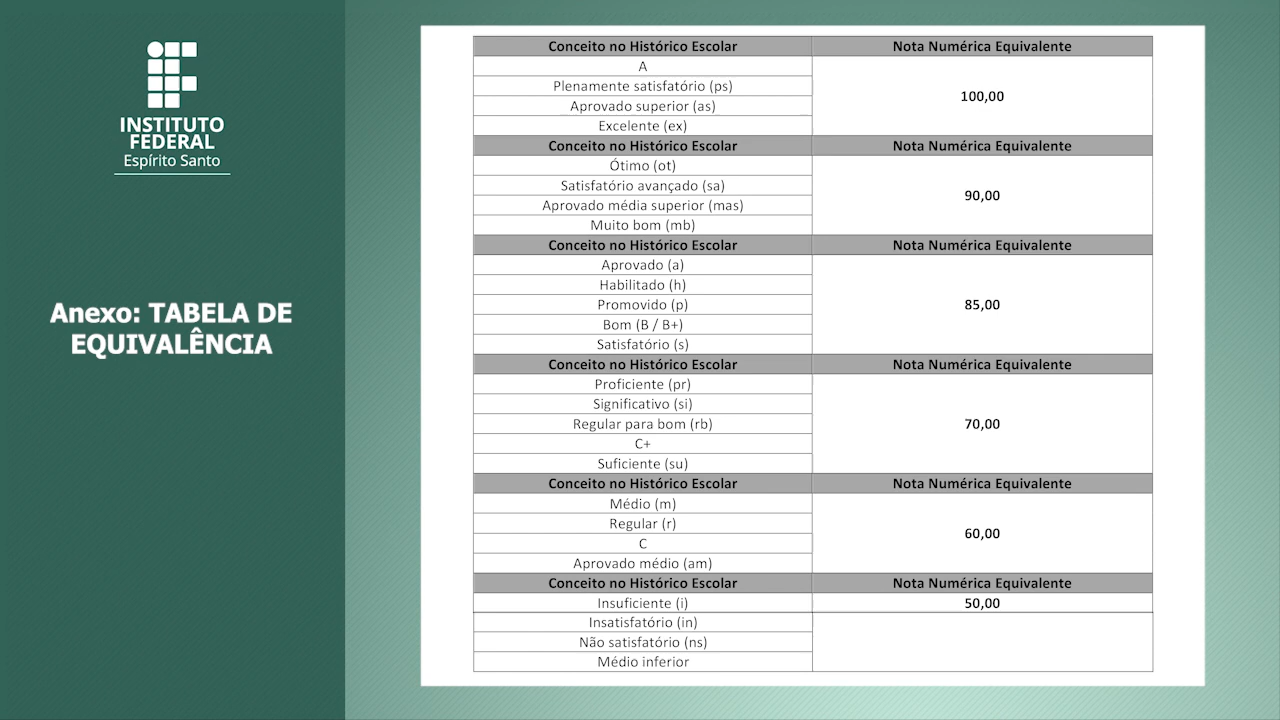 INSTITUTO
FEDERAL
Espírito Santo
Anexo: TABELA DE
EQUIVALÊNCIA
Conceito no Histórico Escolar Nota Numérica Equivalente
A
Plenamente satisfatório (ps)
100,00
Aprovado superior (as)
Excelente (ex)
Conceito no Histórico Escolar Nota Numérica Equivalente
Ótimo (ot)
Satisfatório avançado (sa)
90,00
Aprovado média superior (mas)
Muito bom (mb)
Conceito no Histórico Escolar Nota Numérica Equivalente
Aprovado (a)
Habilitado (h)
Promovido (p) 85,00
Bom (B / B+)
Satisfatório (s)
Conceito no Histórico Escolar Nota Numérica Equivalente
Proficiente (pr)
Significativo (si)
Regular para bom (rb) 70,00
C+
Suficiente (su)
Conceito no Histórico Escolar Nota Numérica Equivalente
Médio (m)
Regular (r)
60,00
C
Aprovado médio (am)
Conceito no Histórico Escolar Nota Numérica Equivalente
Insuficiente (i) 50,00
Insatisfatório (in)
Não satisfatório (ns)
Médio inferior